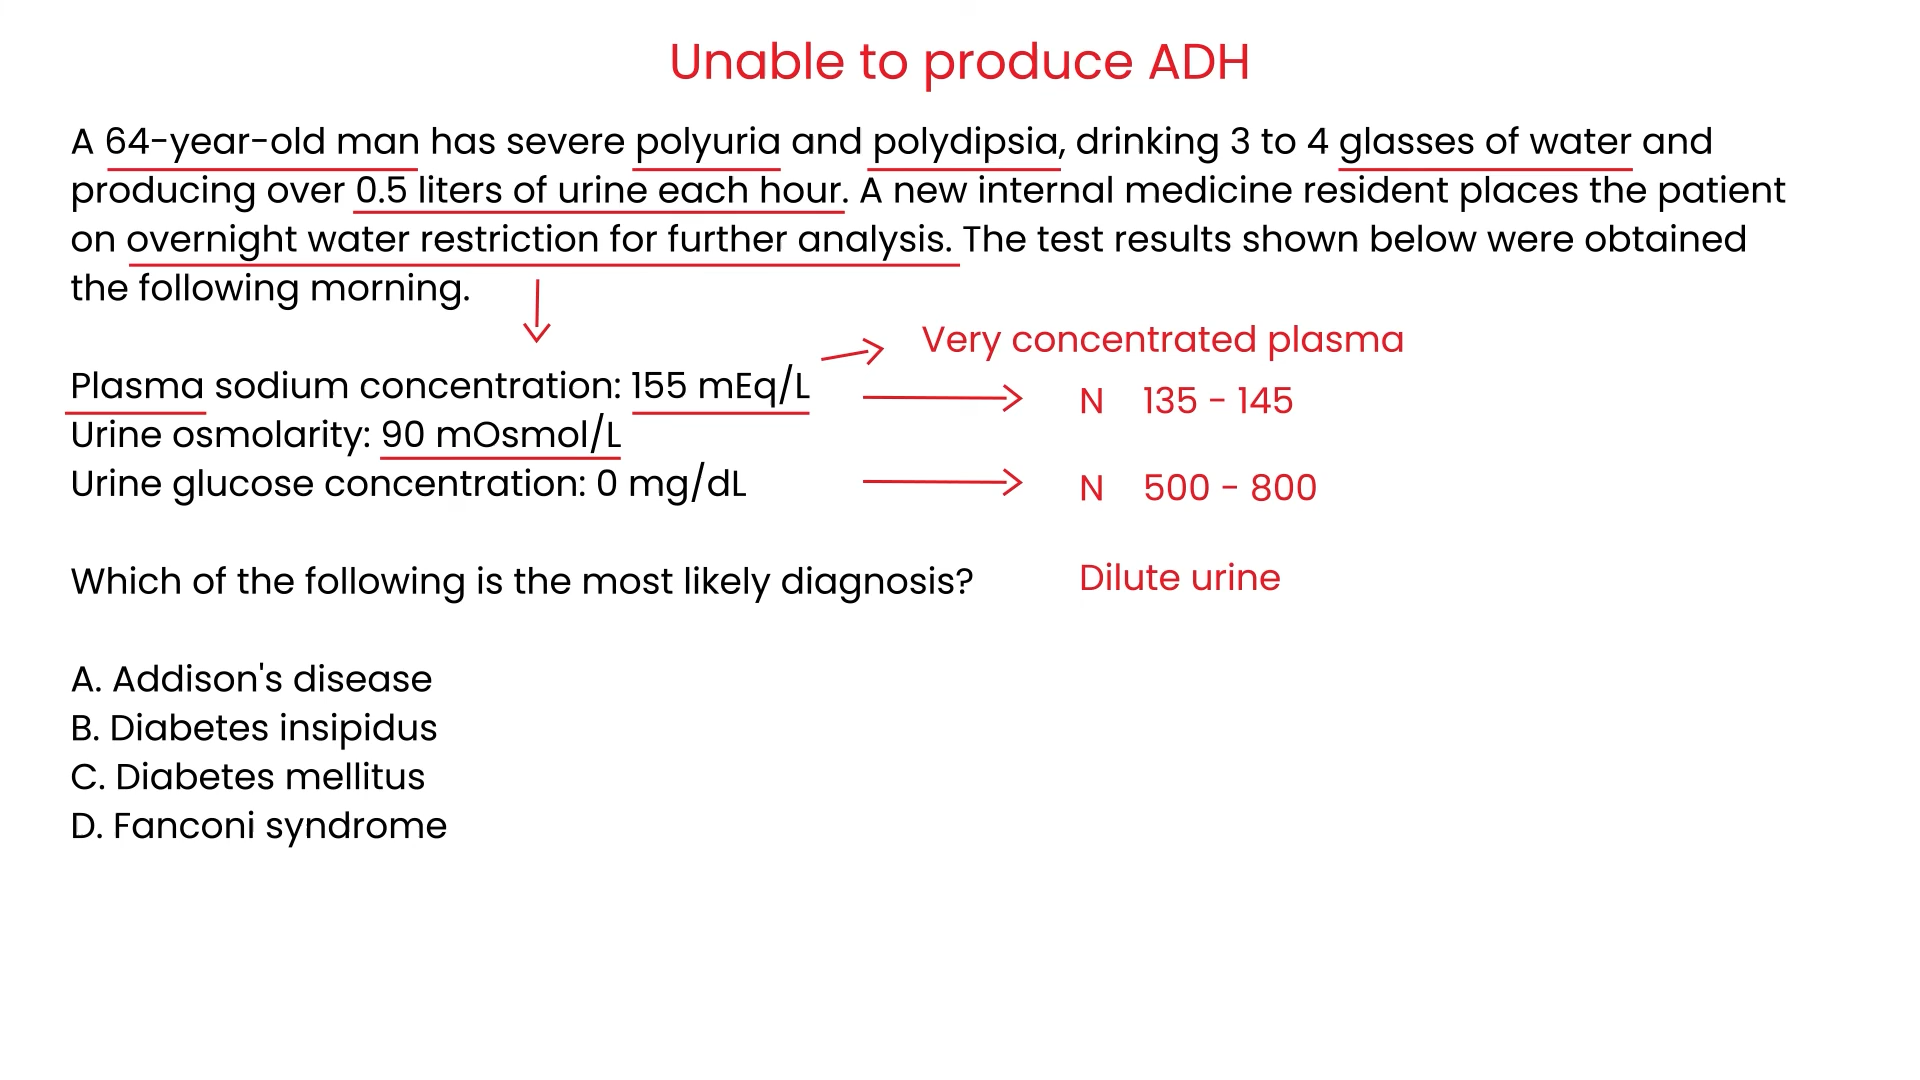 Unable to produce ADH
A 64-year-old man has severe polyuria and polydipsia, drinking 3 to 4 glasses of water and
producing over 0.5 liters of urine each hour. A new internal medicine resident places the patient
on overnight water restriction for further analysis. The test results shown below were obtained
the following morning.
Very concentrated plasma
Plasma sodium concentration: 155 mEq/L
N 135 - 145
Urine osmolarity: 90 mOsmol/L
Urine glucose concentration: 0 mg/dL
N 500 - 800
Which of the following is the most likely diagnosis?
Dilute urine
A. Addison's disease
B. Diabetes insipidus
C. Diabetes mellitus
D. Fanconi syndrome